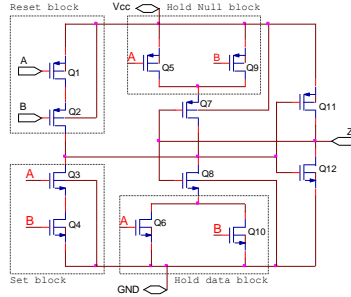 Reset block
Vcc
Hold Null block
A
Q1
A
Q5
B
Q9
B
Q2
Q7
Q11
Z
A
Q3
Q8
Q12
B
Q4
A
Q6
B
Q10
Set block
Hold data block
GND